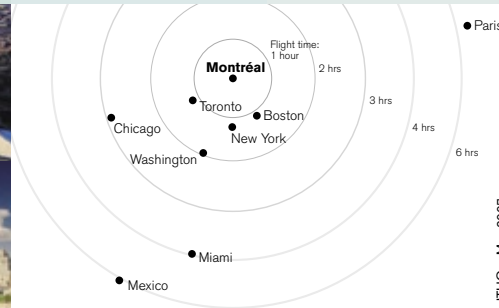 Paris
Flight time:
1 hour
Montréal
2 hrs
3 hrs
Toronto
Boston
Chicago
4 hrs
New York
Washington
6 hrs
Miami
Mexico